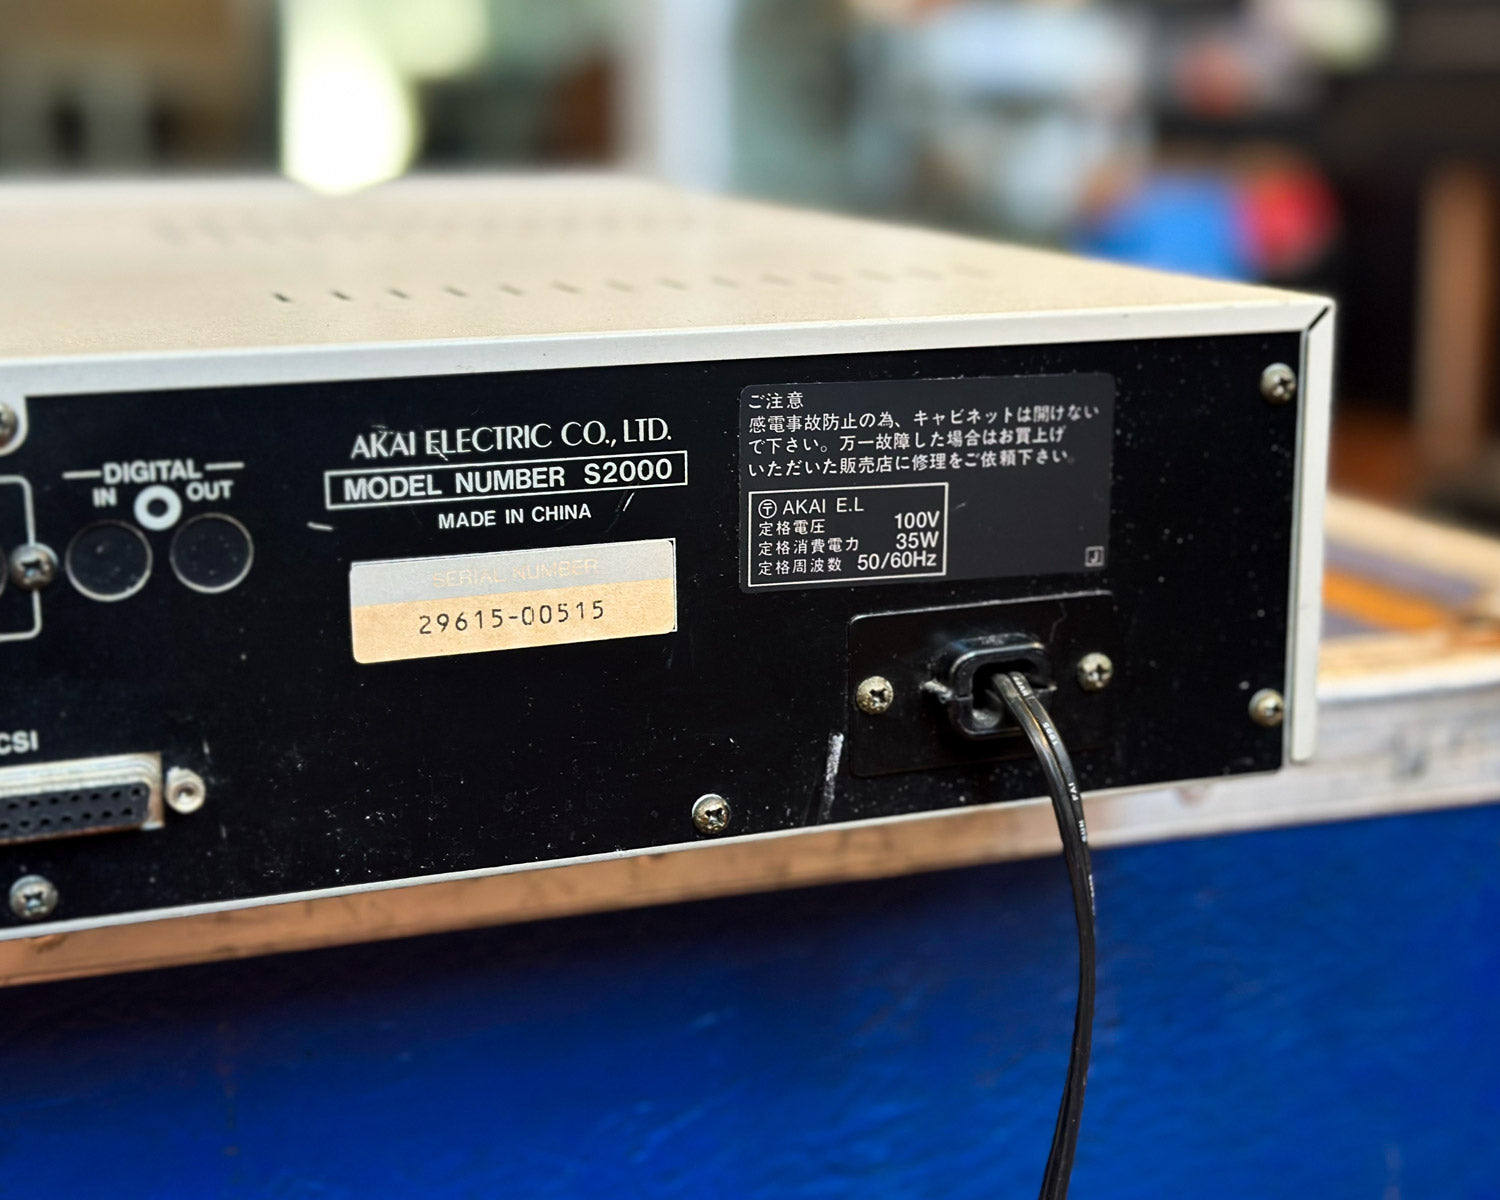 DIGITAL
IN OUT
CSI
AKAI ELECTRIC CO., LTD.
MODEL NUMBER S2000
MADE IN CHINA
SERIAL NUMBER
29615-00515
ご注意
感電事故防止の為、キャビネットは開けない
で下さい。万一故障した場合はお買上げ
いただいた販売店に修理をご依頼下さい。
〒 AKAI E.L
定格電圧 100V
定格消費電力 35W
定格周波数 50/60Hz
J